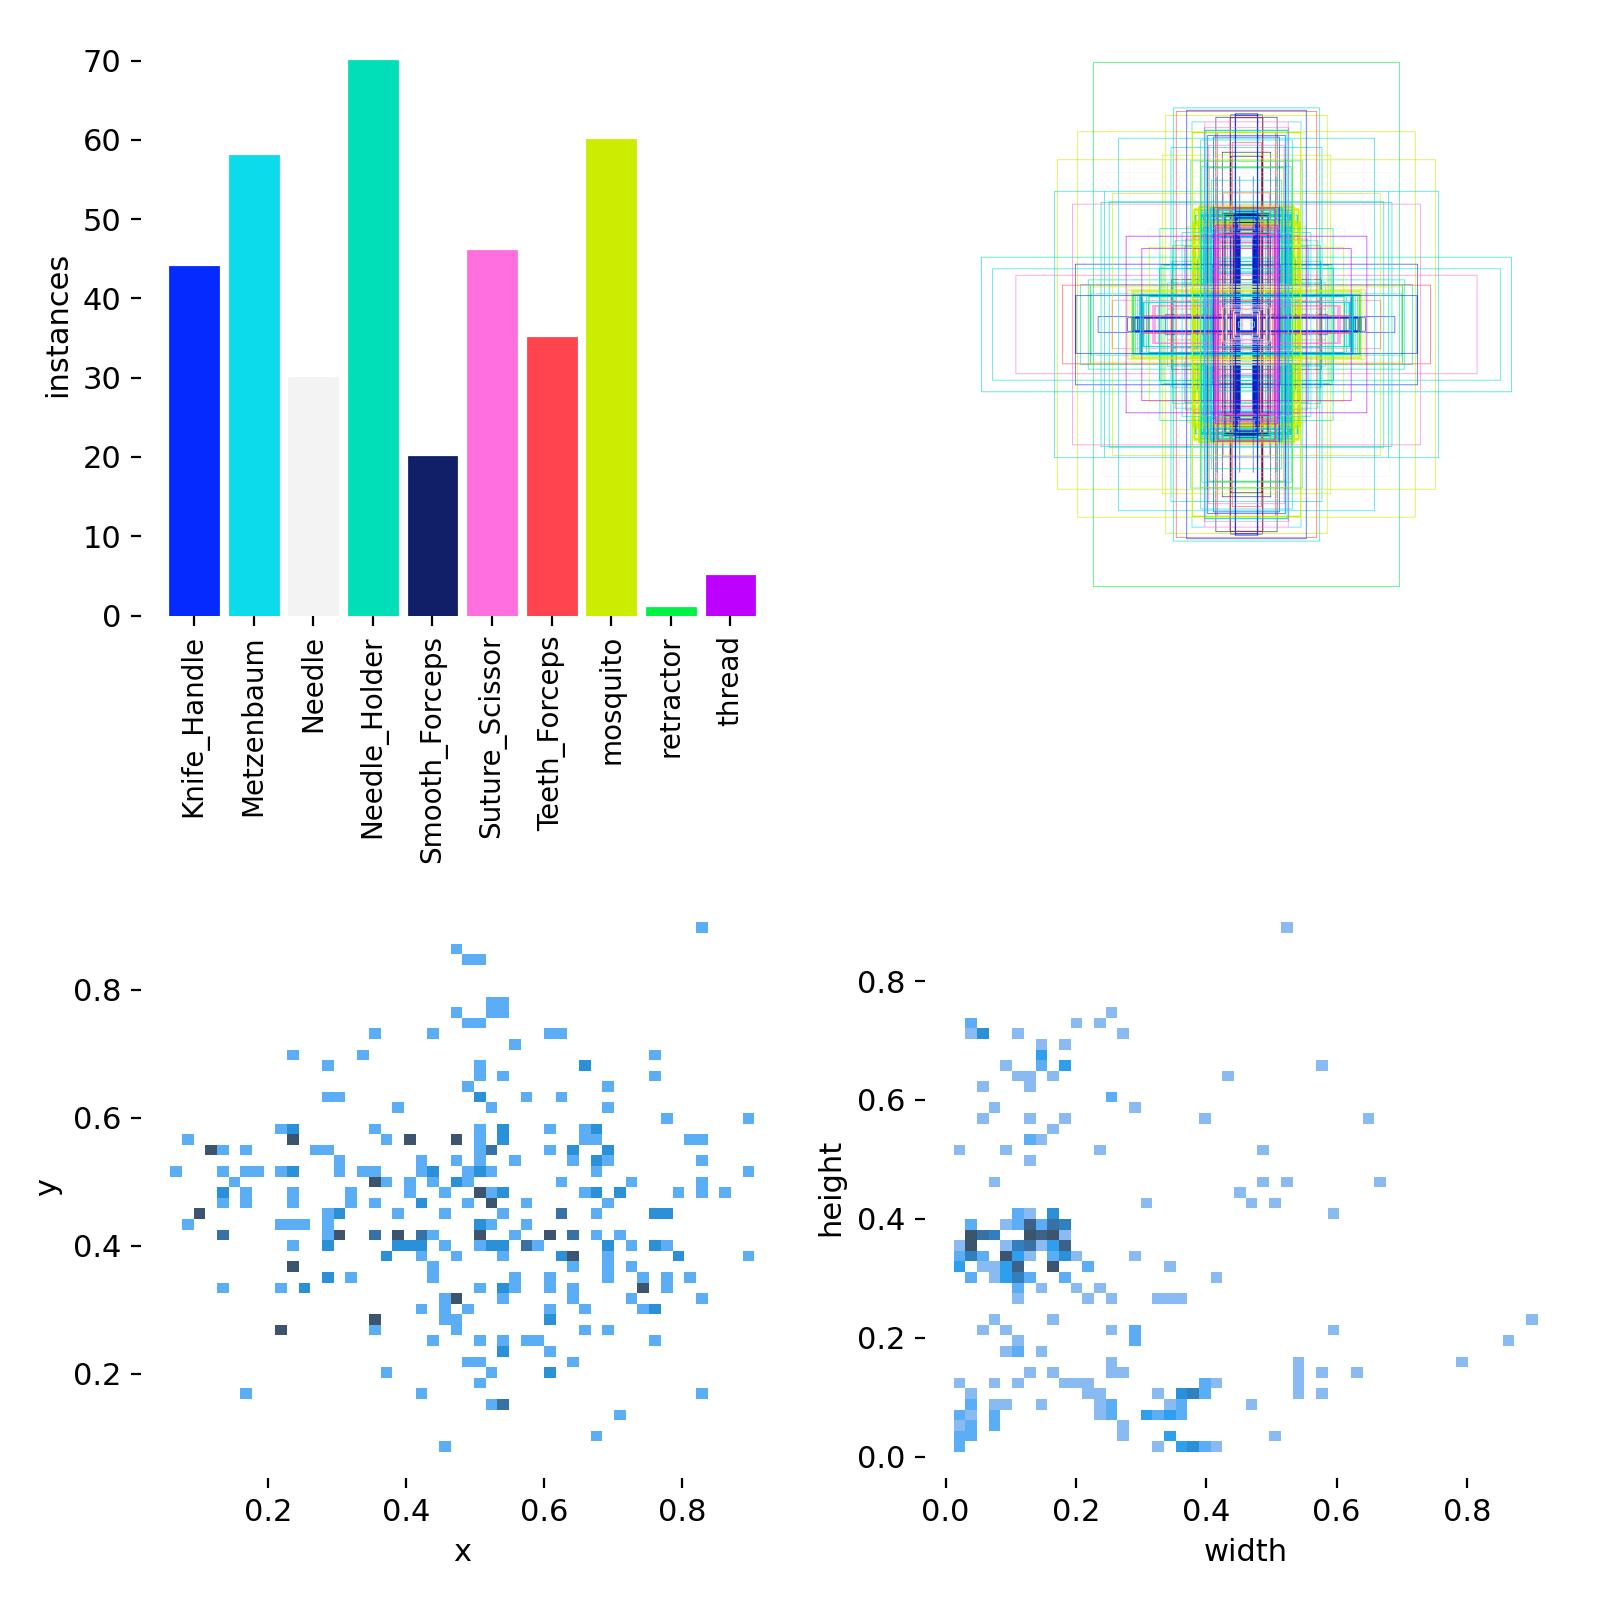 instances
70
60
50
40
30
20
10
0
Knife_Handle
Metzenbaum
Needle
Needle_Holder
Smooth_Forceps
Suture_Scissor
Teeth_Forceps
mosquito
retractor
thread
y
0.8
0.6
0.4
0.2
0.2 0.4 0.6 0.8
x
height
0.8
0.6
0.4
0.2
0.0
0.0 0.2 0.4 0.6 0.8
width